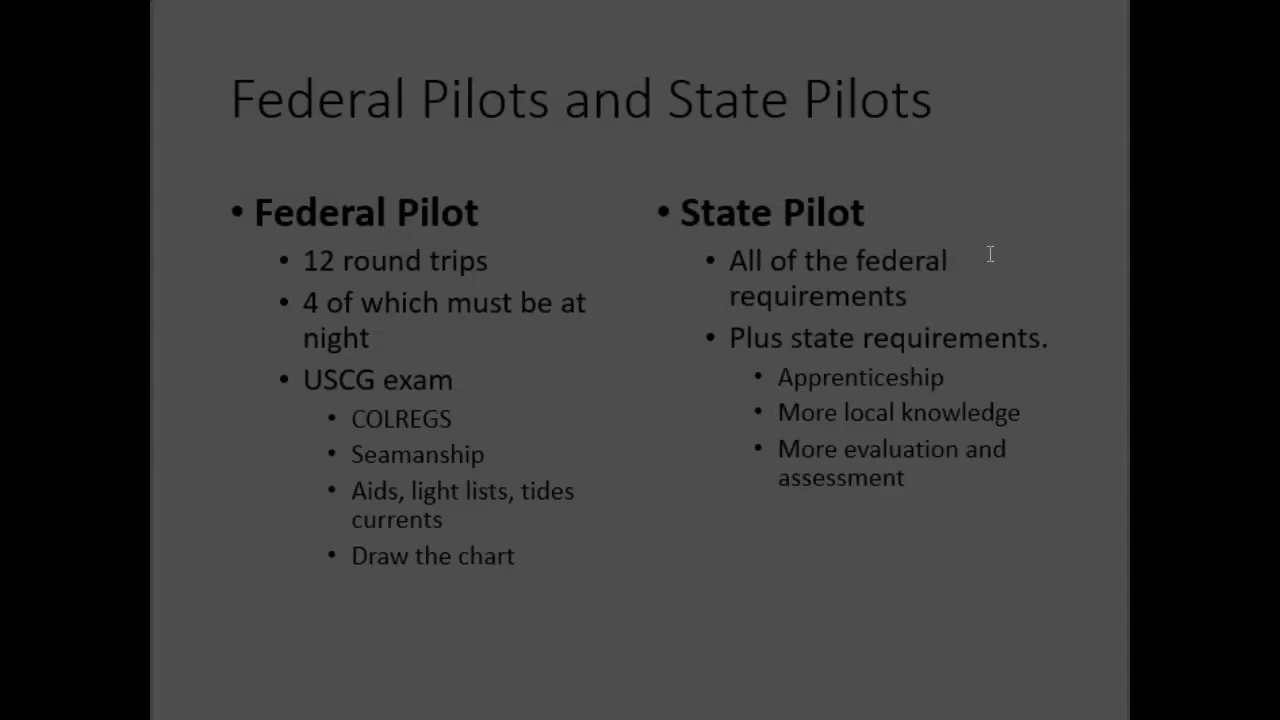 Federal Pilots and State Pilots
• Federal Pilot
• 12 round trips
• 4 of which must be at
night
• USCG exam
• COLREGS
• Seamanship
• Aids, light lists, tides
currents
• Draw the chart
• State Pilot
• All of the federal
requirements
• Plus state requirements.
• Apprenticeship
• More local knowledge
• More evaluation and
assessment